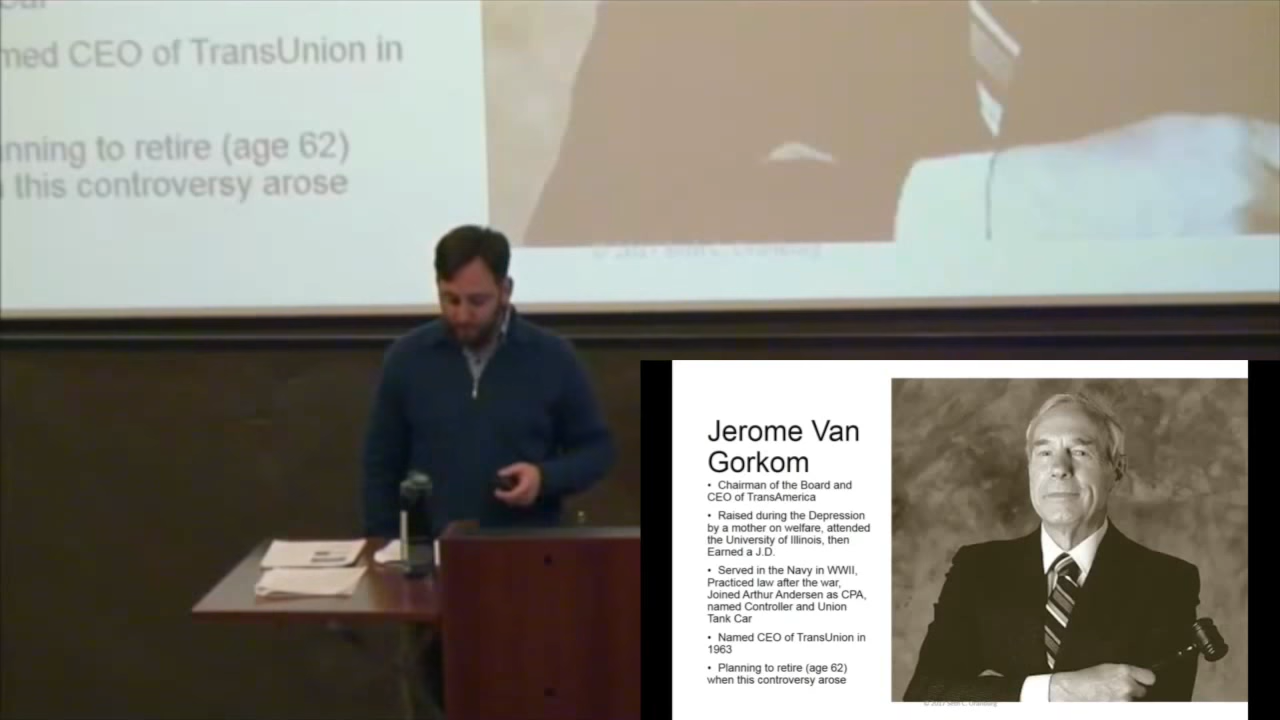 med CEO of TransUnion in
nning to retire (age 62)
this controversy arose
Jerome Van
Gorkom
• Chairman of the Board and
CEO of TransAmerica
• Raised during the Depression
by a mother on welfare, attended
the University of Illinois, then
Earned a J.D.
• Served in the Navy in WWII,
Practiced law after the war,
Joined Arthur Andersen as CPA,
named Controller and Union
Tank Car
• Named CEO of TransUnion in
1963
• Planning to retire (age 62)
when this controversy arose